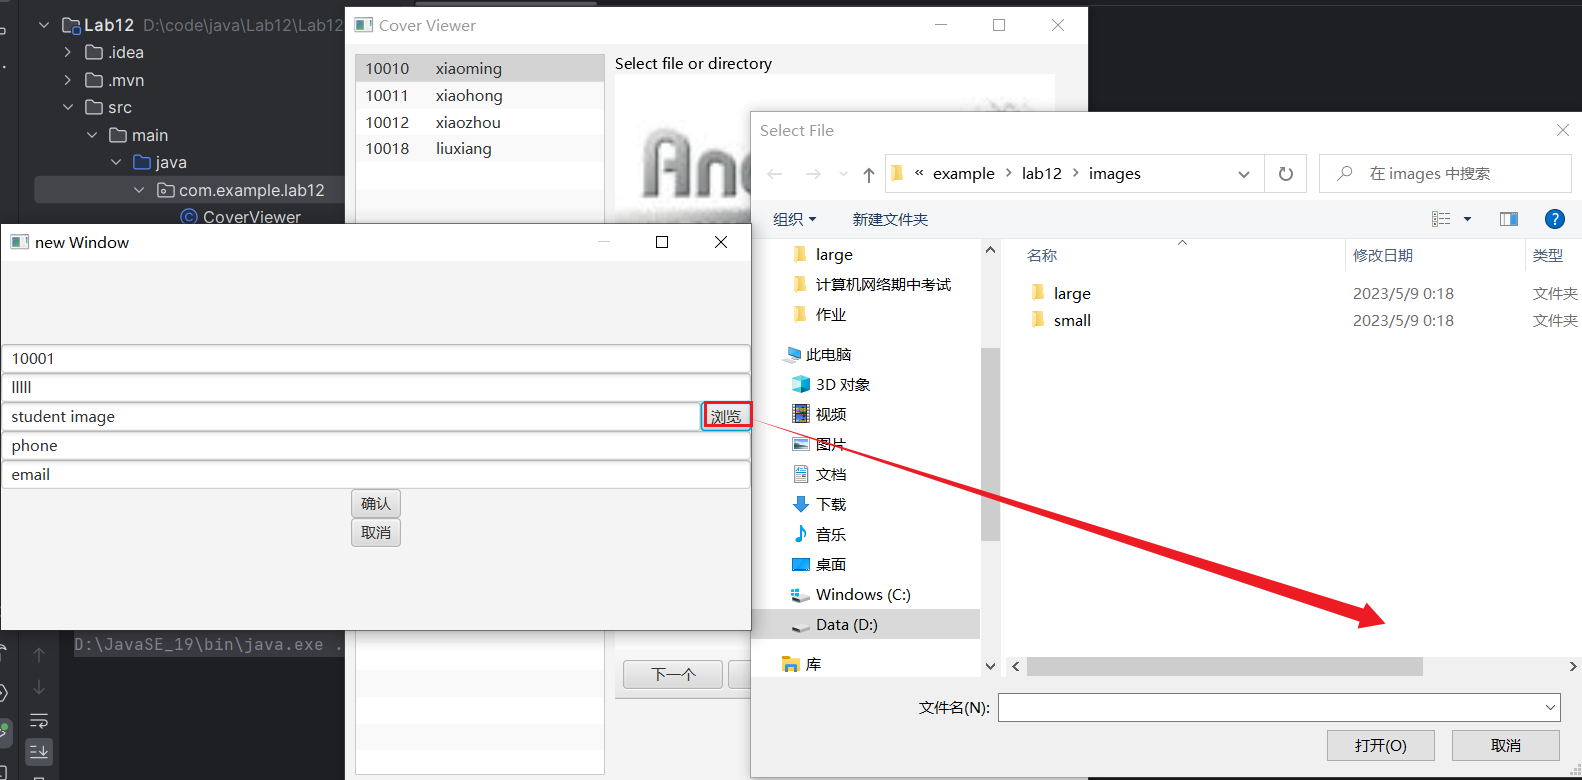 Lab12 D:\code\java\Lab12\Lab12
.idea
.mvn
src
main
java
com.example.lab12
CoverViewer
Cover Viewer
10010 xiaoming
10011 xiaohong
10012 xiaozhou
10018 liuxiang
Select file or directory
下一个
new Window
10001
lllll
student image 浏览
phone
email
确认
取消
D:\JavaSE_19\bin\java.exe .
Select File
« example › lab12 › images
在 images 中搜索
组织 新建文件夹
large
计算机网络期中考试
作业
此电脑
3D 对象
视频
图片
文档
下载
音乐
桌面
Windows (C:)
Data (D:)
库
名称 修改日期 类型
large 2023/5/9 0:18 文件夹
small 2023/5/9 0:18 文件夹
文件名(N):
打开(O) 取消